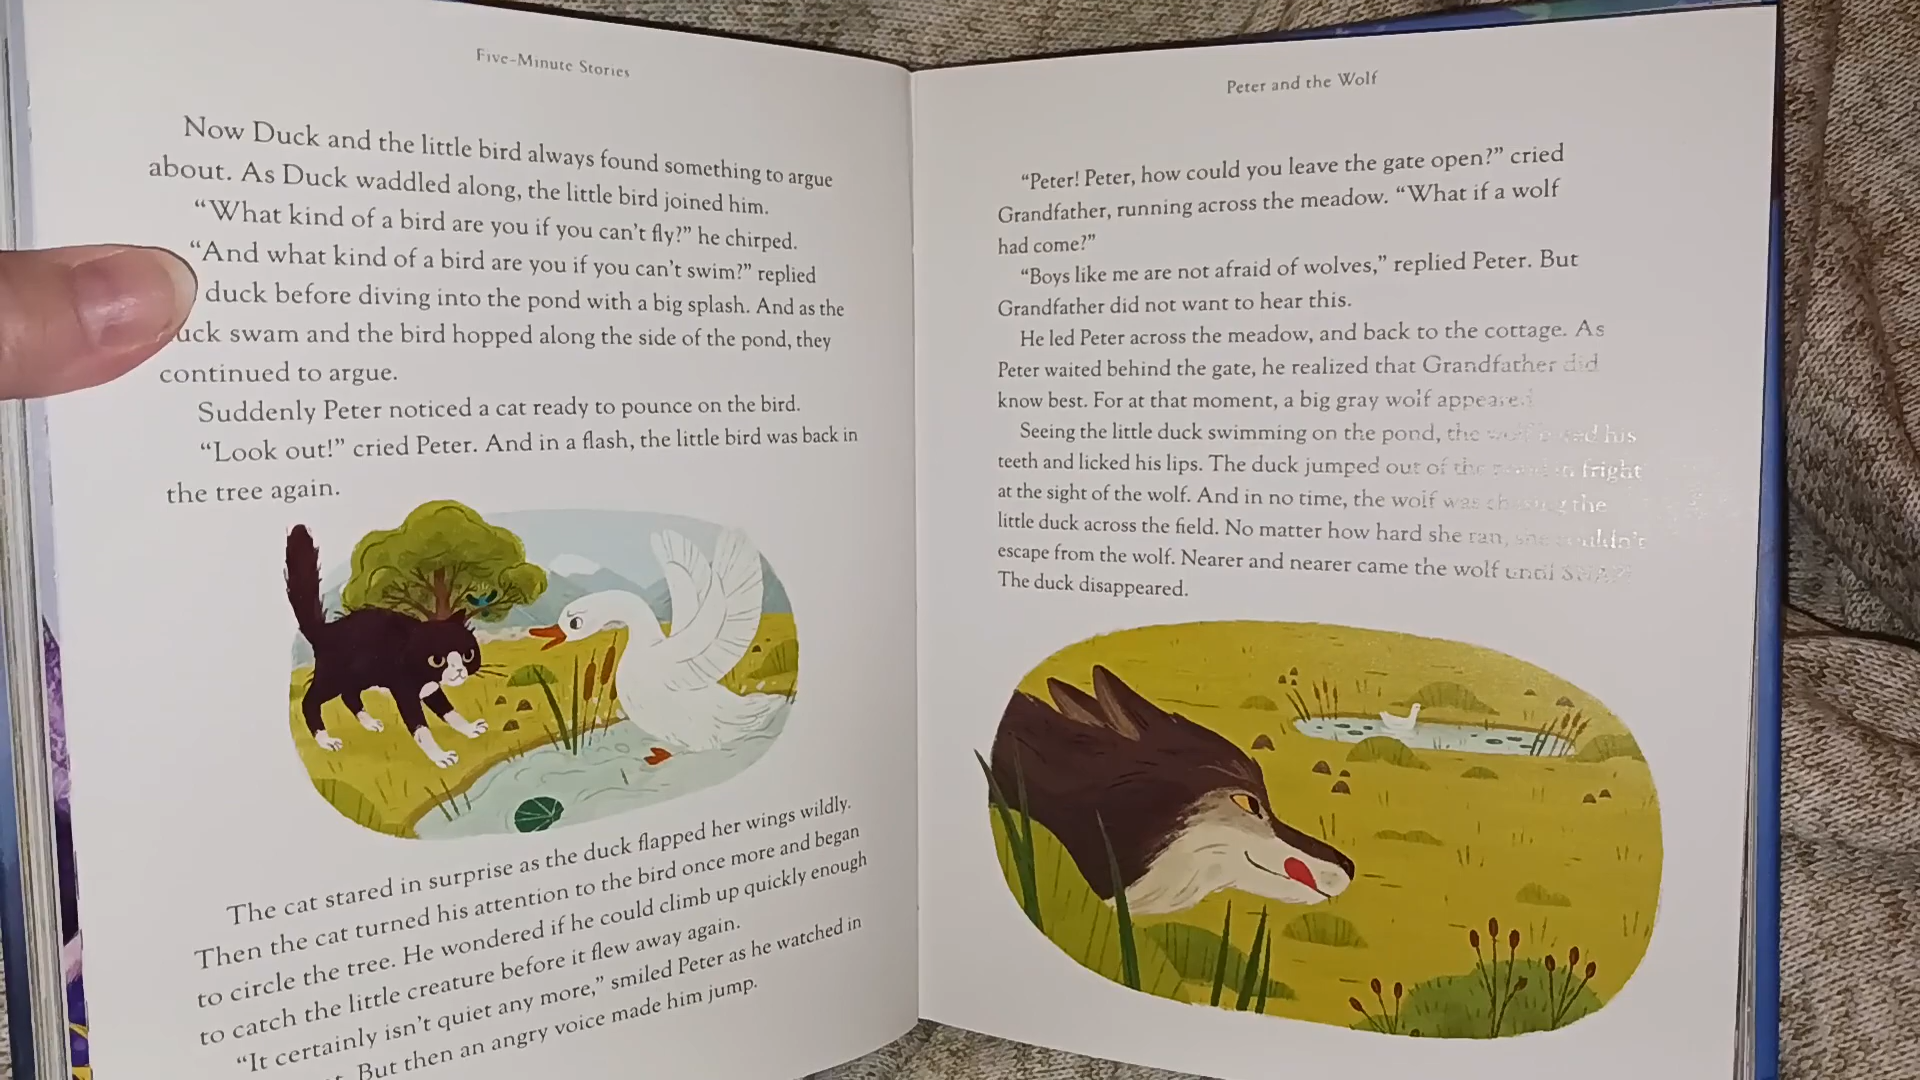 Five-Minute Stories
Now Duck and the little bird always found something to argue
about. As Duck waddled along, the little bird joined him.
“What kind of a bird are you if you can’t fly?” he chirped.
“And what kind of a bird are you if you can’t swim?” replied
duck before diving into the pond with a big splash. And as the
swam and the bird hopped along the side of the pond, they
continued to argue.
Suddenly Peter noticed a cat ready to pounce on the bird.
“Look out!” cried Peter. And in a flash, the little bird was back in
the tree again.
The cat stared in surprise as the duck flapped her wings wildly.
Then the cat turned his attention to the bird once more and began
to circle the tree. He wondered if he could climb up quickly enough
to catch the little creature before it flew away again.
“It certainly isn’t quiet any more,” smiled Peter as he watched in
But then an angry voice made him jump.
Peter and the Wolf
“Peter! Peter, how could you leave the gate open?” cried
Grandfather, running across the meadow. “What if a wolf
had come?”
“Boys like me are not afraid of wolves,” replied Peter. But
Grandfather did not want to hear this.
He led Peter across the meadow, and back to the cottage. As
Peter waited behind the gate, he realized that Grandfather did
know best. For at that moment, a big gray wolf appeared.
Seeing the little duck swimming on the pond, the wolf his
teeth and licked his lips. The duck jumped out of the fright
at the sight of the wolf. And in no time, the wolf was chasing the
little duck across the field. No matter how hard she ran, she couldn’t
escape from the wolf. Nearer and nearer came the wolf until
The duck disappeared.